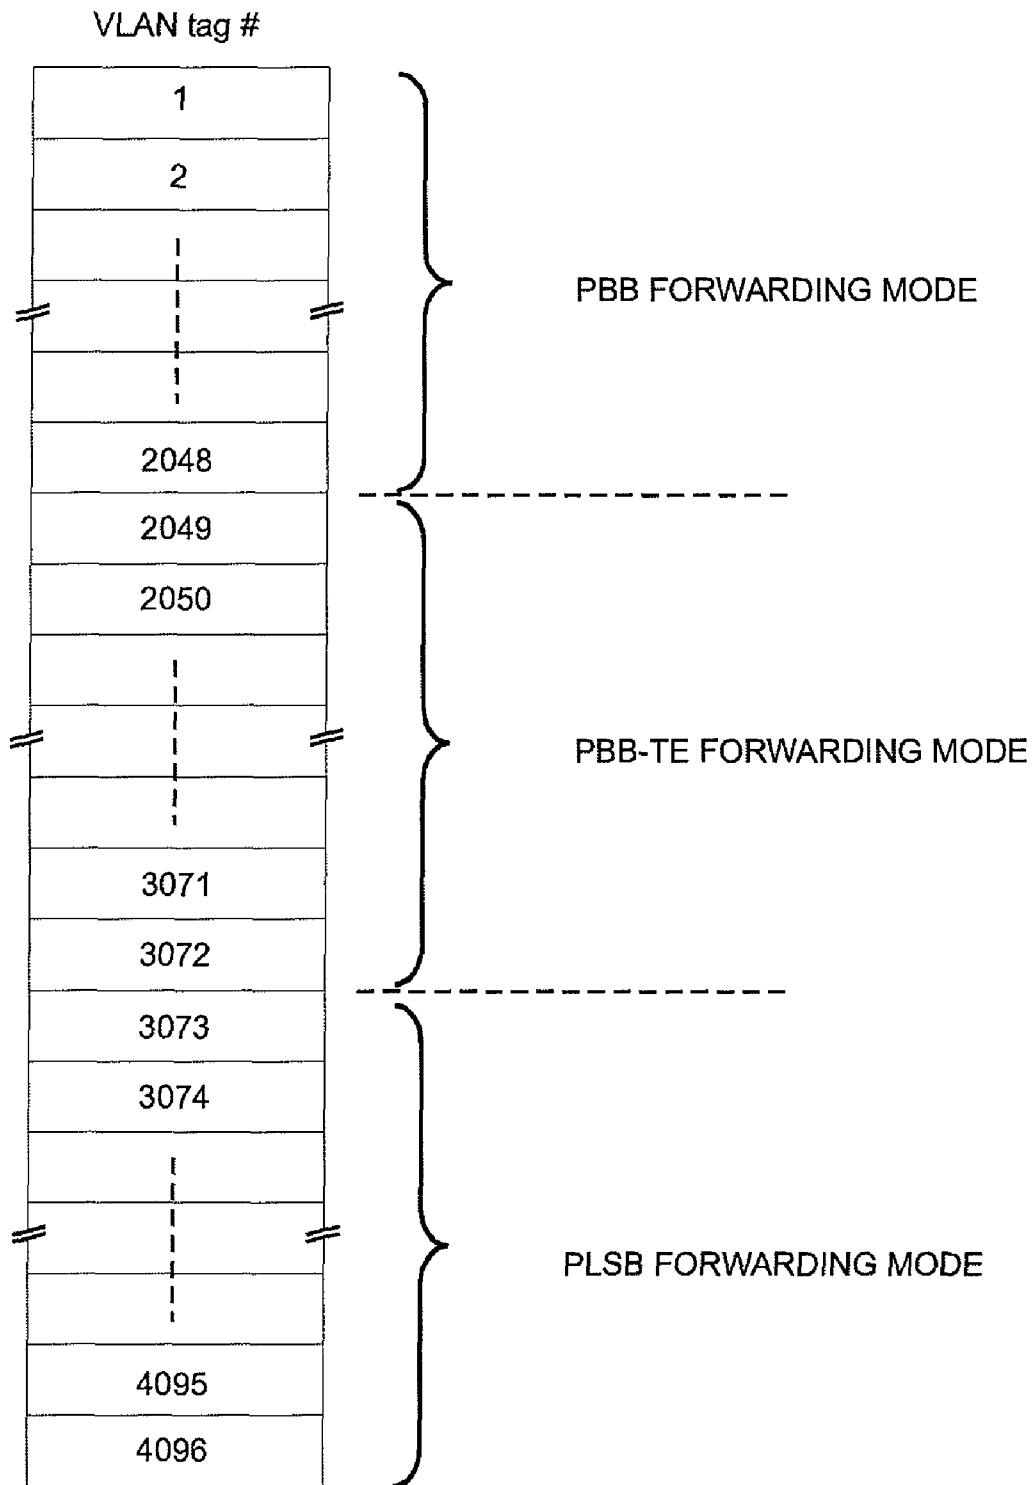 VLAN tag #
1
2
PBB FORWARDING MODE
2048
2049
2050
PBB-TE FORWARDING MODE
3071
3072
3073
3074
PLSB FORWARDING MODE
4095
4096